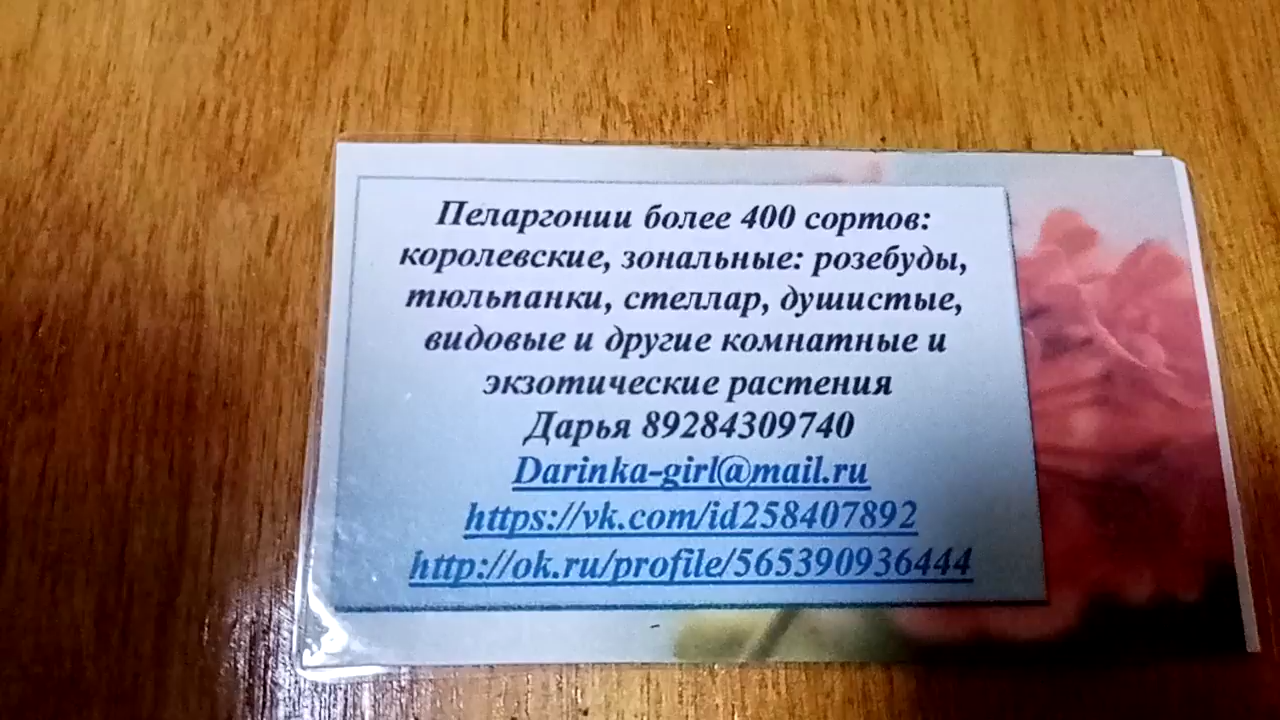 Пеларгонии более 400 сортов:
королевские, зональные: розебуды,
тюльпанки, стеллар, душистые,
видовые и другие комнатные и
экзотические растения
Дарья 89284309740
Darinka-girl@mail.ru
https://vk.com/id258407892
http://ok.ru/profile/565390936444